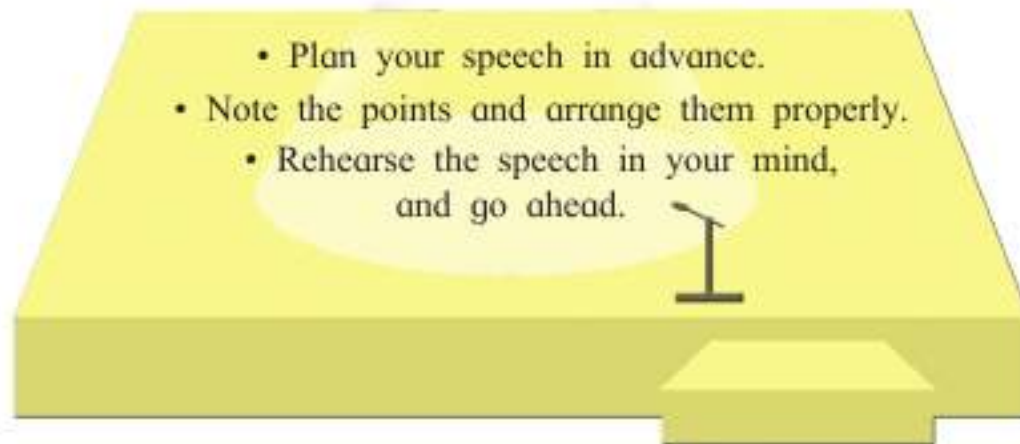 • Plan your speech in advance.
• Note the points and arrange them properly.
• Rehearse the speech in your mind,
and go ahead.